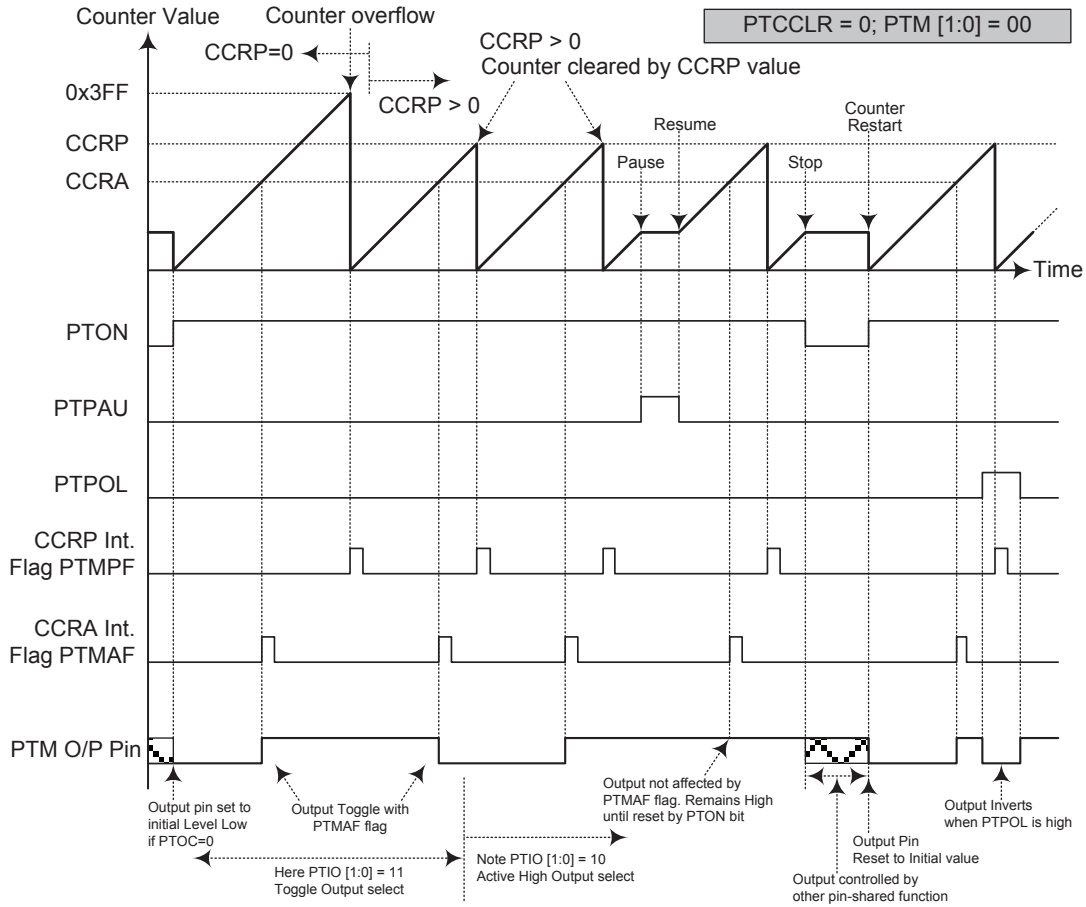 Counter Value
Counter overflow
PTCCLR = 0; PTM [1:0] = 00
CCRP=0
CCRP > 0
CCRP > 0
Counter cleared by CCRP value
0x3FF
CCRP
CCRA
Pause
Resume
Stop
Counter
Restart
Time
PTON
PTPAU
PTPOL
CCRP Int.
Flag PTMPF
CCRA Int.
Flag PTMAF
PTM O/P Pin
Output pin set to
initial Level Low
if PTOC=0
Output Toggle with
PTMAF flag
Output not affected by
PTMAF flag. Remains High
until reset by PTON bit
Output Inverts
when PTPOL is high
Output Pin
Reset to Initial value
Here PTIO [1:0] = 11
Toggle Output select
Note PTIO [1:0] = 10
Active High Output select
Output controlled by
other pin-shared function